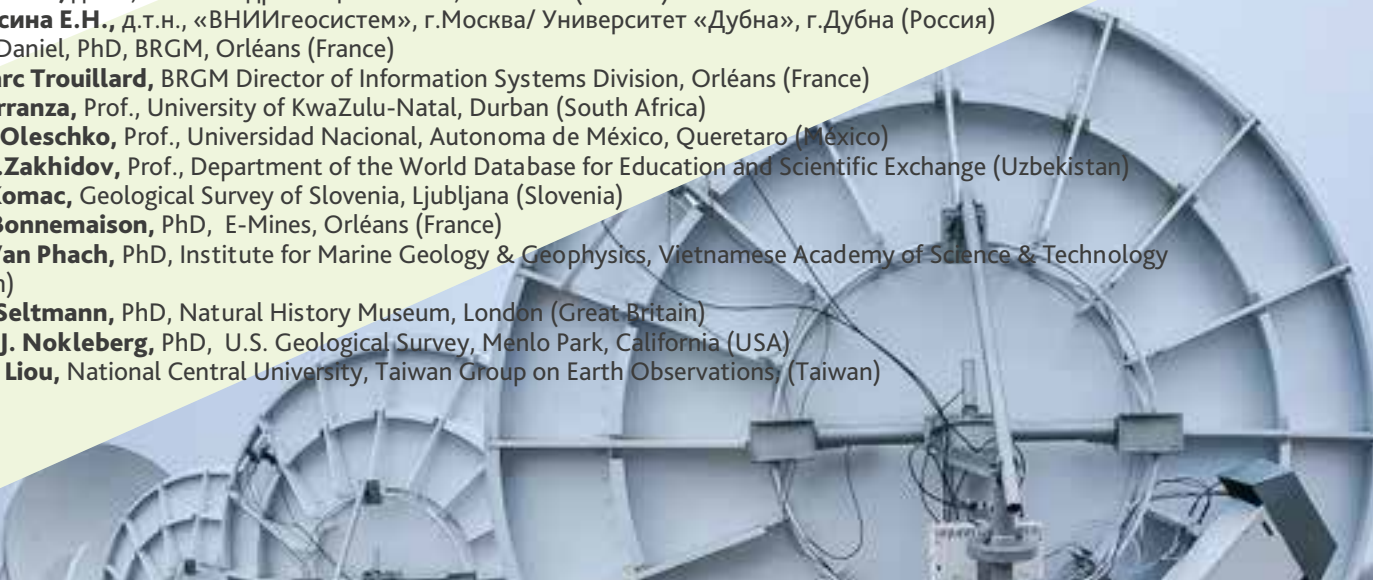 сина Е.Н., д.т.н., «ВНИИгеосистем», г.Москва/ Университет «Дубна», г.Дубна (Россия)
Daniel, PhD, BRGM, Orléans (France)
rc Trouillard, BRGM Director of Information Systems Division, Orléans (France)
rranza, Prof., University of KwaZulu-Natal, Durban (South Africa)
Oleschko, Prof., Universidad Nacional, Autonoma de México, Queretaro (México)
.Zakhidov, Prof., Department of the World Database for Education and Scientific Exchange (Uzbekistan)
omac, Geological Survey of Slovenia, Ljubljana (Slovenia)
Bonnemaison, PhD, E-Mines, Orléans (France)
Van Phach, PhD, Institute for Marine Geology & Geophysics, Vietnamese Academy of Science & Technology
n)
Seltmann, PhD, Natural History Museum, London (Great Britain)
J. Nokleberg, PhD, U.S. Geological Survey, Menlo Park, California (USA)
Liou, National Central University, Taiwan Group on Earth Observations, (Taiwan)